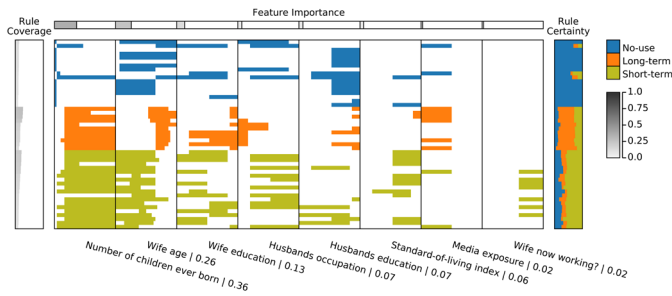 Feature Importance
Rule
Coverage
Rule
Certainty
No-use
Long-term
Short-term
1.0
0.75
0.50
0.25
0.0
Number of children ever born | 0.36
Wife age | 0.26
Wife education | 0.13
Husbands occupation | 0.07
Husbands education | 0.07
Standard-of-living index | 0.06
Media exposure | 0.02
Wife now working? | 0.02